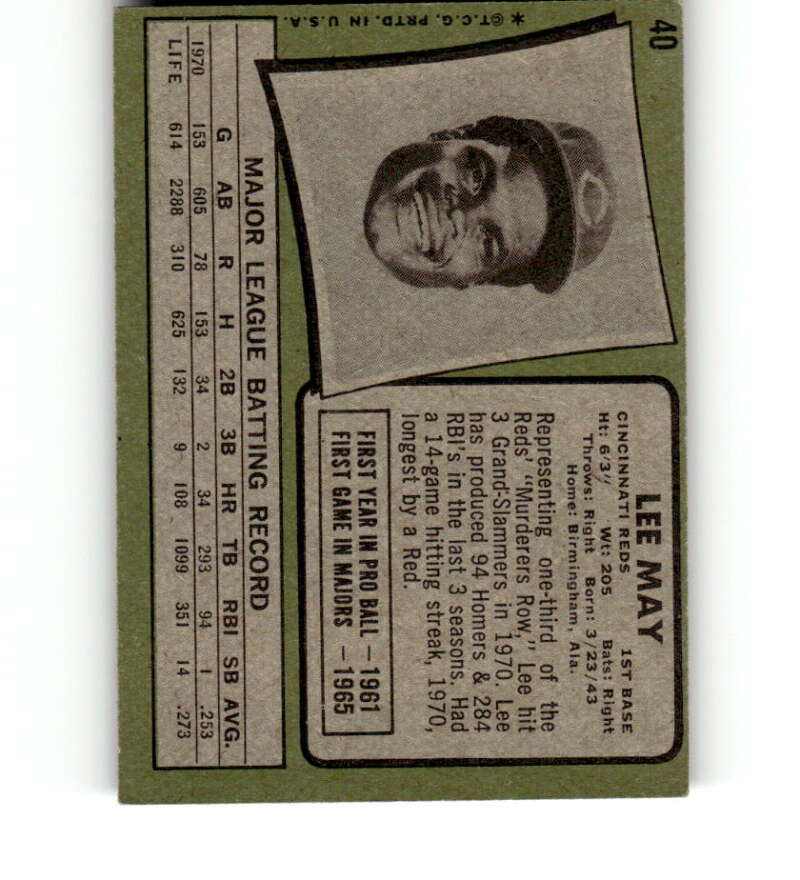 40
* © T.C.G. PRTD. IN U.S.A.
LEE MAY
CINCINNATI REDS 1ST BASE
Ht: 6'3" Wt: 205 Bats: Right
Throws: Right Born: 3/23/43
Home: Birmingham, Ala.
Representing one-third of the
Reds' "Murderers Row," Lee hit
3 Grand-Slammers in 1970. Lee
has produced 94 Homers & 284
RBI's in the last 3 seasons. Had
a 14-game hitting streak, 1970,
longest by a Red.
FIRST YEAR IN PRO BALL – 1961
FIRST GAME IN MAJORS – 1965
MAJOR LEAGUE BATTING RECORD
G AB R H 2B 3B HR TB RBI SB AVG.
1970 153 605 78 153 34 2 34 293 94 1 .253
LIFE 614 2288 310 625 132 9 108 1099 351 14 .273